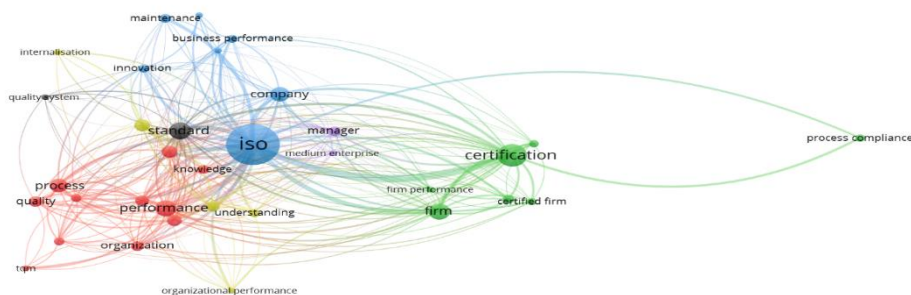 maintenance
business performance
internalisation
innovation
quality system
company
standard
manager
iso
process compliance
medium enterprise
certification
knowledge
process
firm performance
quality
certified firm
performance
understanding
firm
organization
tqm
organizational performance